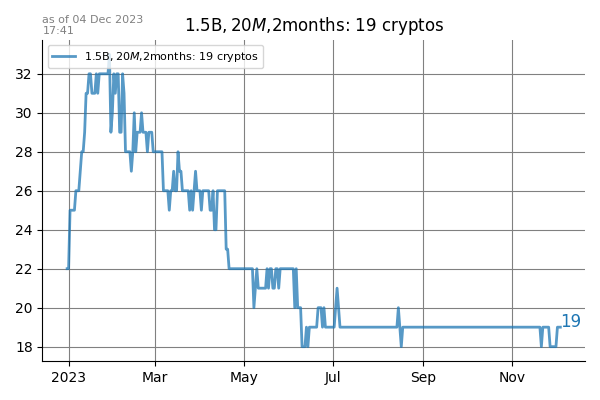 as of 04 Dec 2023
17:41
1.5B, 20M,2months: 19 cryptos
1.5B, 20M,2months: 19 cryptos
32
30
28
26
24
22
20
18
19
2023
Mar
May
Jul
Sep
Nov